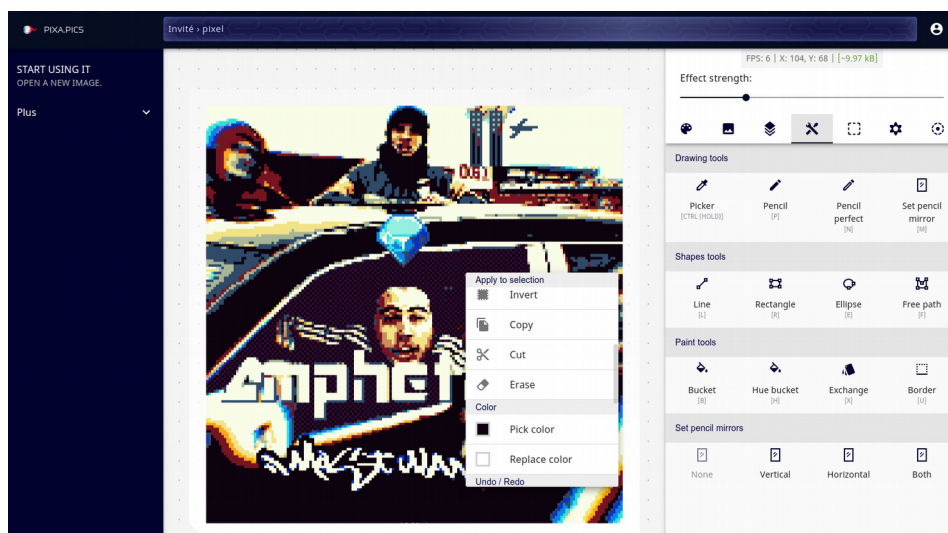 PIXA.PICS
Invité › pixel
START USING IT
OPEN A NEW IMAGE.
Plus
FPS: 6 | X: 104, Y: 68 | [~9.97 kB]
Effect strength:
Drawing tools
Picker
[CTRL (HOLD)]
Pencil
[P]
Pencil
perfect
[N]
Set pencil
mirror
[M]
Shapes tools
Line
[L]
Rectangle
[R]
Ellipse
[E]
Free path
[F]
Paint tools
Bucket
[B]
Hue bucket
[H]
Exchange
[X]
Border
[U]
Set pencil mirrors
None
Vertical
Horizontal
Both
Apply to selection
Invert
Copy
Cut
Erase
Color
Pick color
Replace color
Undo / Redo